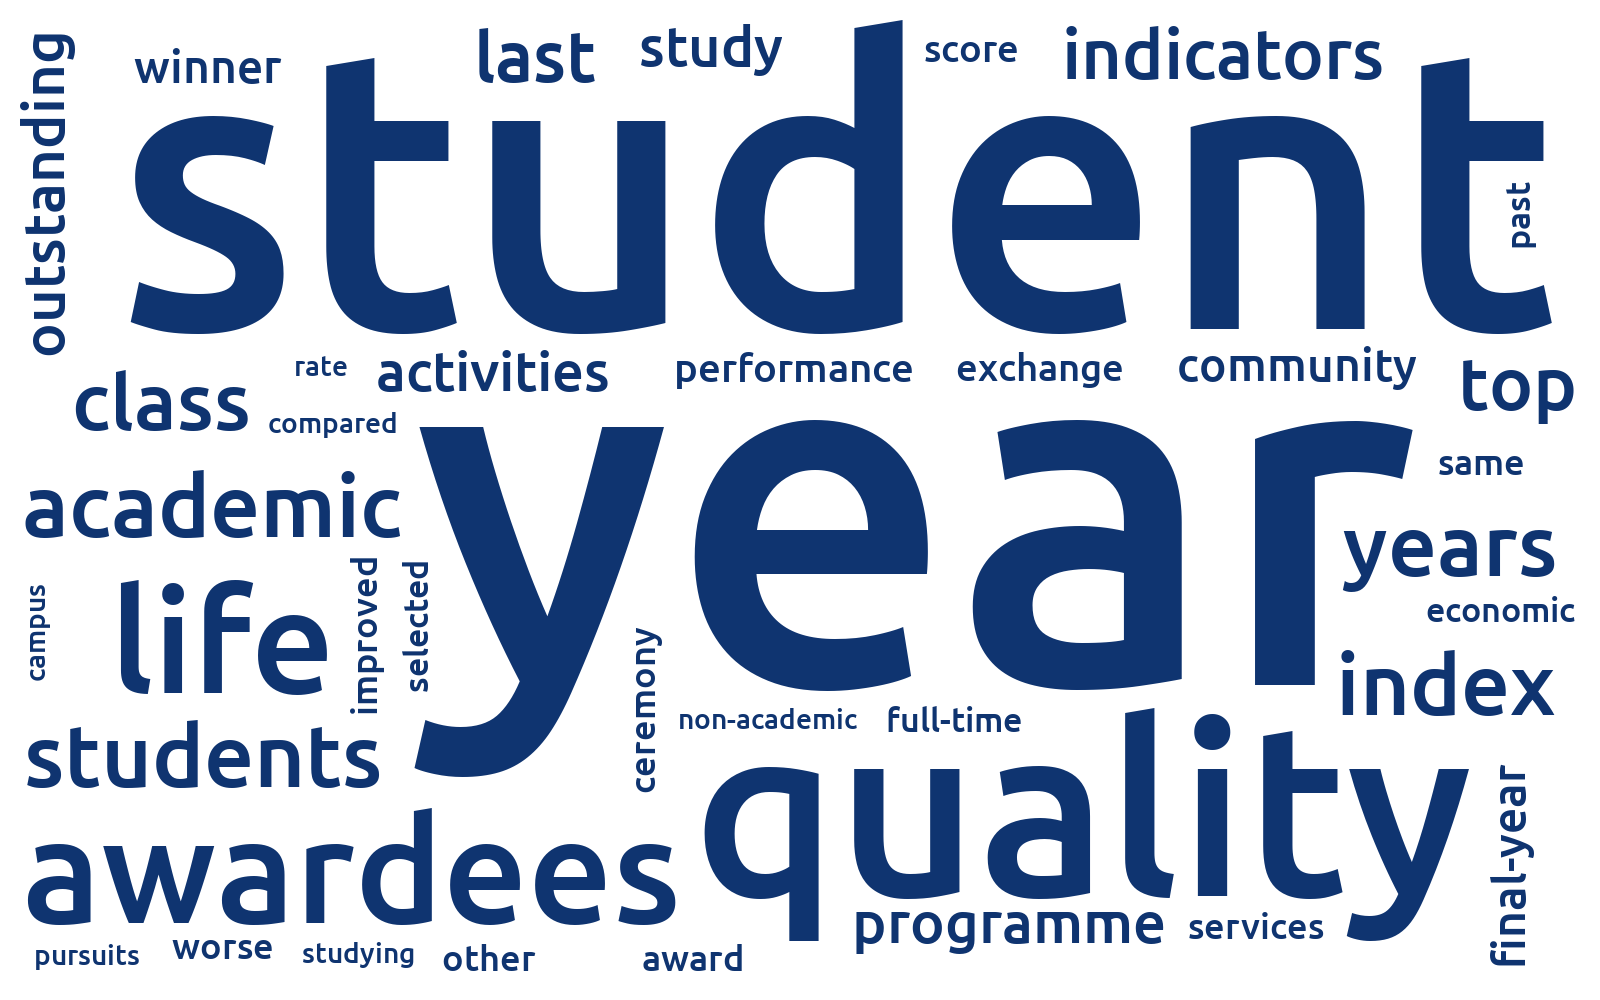 outstanding
winner
last
study
score
indicators
student
past
class
rate
activities
performance
exchange
community
top
compared
year
same
academic
years
campus
life
improved
selected
economic
ceremony
index
non-academic
full-time
students
quality
final-year
awardees
programme
services
pursuits
worse
studying
other
award